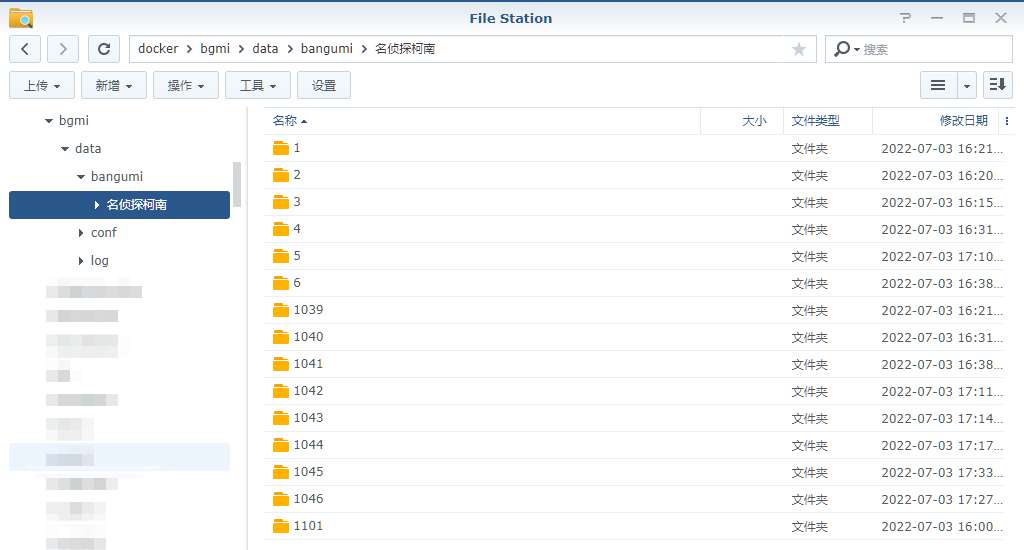 File Station
docker bgmi data bangumi 名侦探柯南 搜索
上传 新增 操作 工具 设置
bgmi
data
bangumi
名侦探柯南
conf
log
名称 大小 文件类型 修改日期
1 文件夹 2022-07-03 16:21...
2 文件夹 2022-07-03 16:20...
3 文件夹 2022-07-03 16:15...
4 文件夹 2022-07-03 16:31...
5 文件夹 2022-07-03 17:10...
6 文件夹 2022-07-03 16:38...
1039 文件夹 2022-07-03 16:21...
1040 文件夹 2022-07-03 16:31...
1041 文件夹 2022-07-03 16:38...
1042 文件夹 2022-07-03 17:11...
1043 文件夹 2022-07-03 17:14...
1044 文件夹 2022-07-03 17:17...
1045 文件夹 2022-07-03 17:33...
1046 文件夹 2022-07-03 17:27...
1101 文件夹 2022-07-03 16:00...